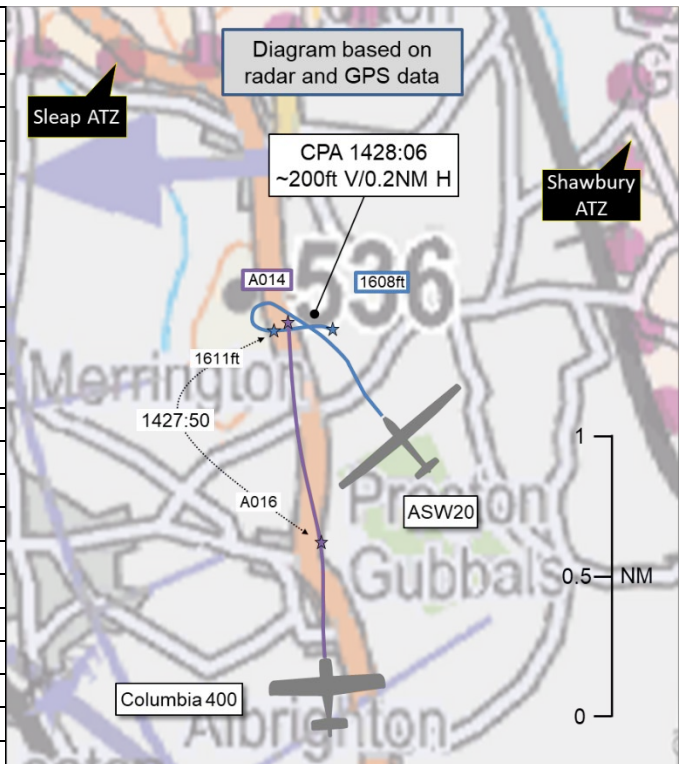 Diagram based on
radar and GPS data
Sleap ATZ
CPA 1428:06
~200ft V/0.2NM H
Shawbury
ATZ
A014
536
1608ft
1611ft
Merrington
1427:50
1
A016
Preston
ASW20
Gubbals
0.5
NM
Columbia 400
Albrighton
0